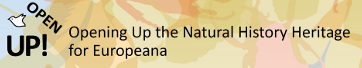 OPEN
UP!
Opening Up the Natural History Heritage
for Europeana